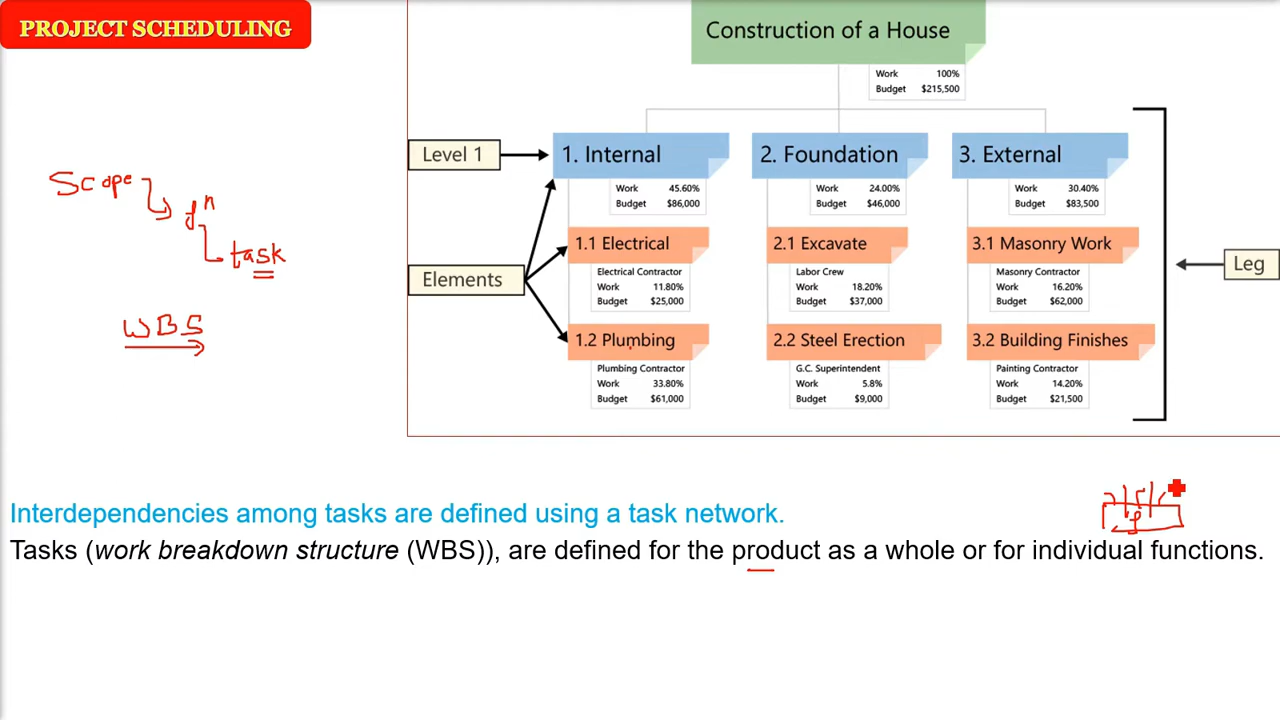 PROJECT SCHEDULING
Construction of a House
Work 100%
Budget $215,500
Level 1
1. Internal
2. Foundation
3. External
Work 45.60%
Budget $86,000
Work 24.00%
Budget $46,000
Work 30.40%
Budget $83,500
Elements
1.1 Electrical
2.1 Excavate
3.1 Masonry Work
Leg
Electrical Contractor
Work 11.80%
Budget $25,000
Labor Crew
Work 18.20%
Budget $37,000
Masonry Contractor
Work 16.20%
Budget $62,000
1.2 Plumbing
2.2 Steel Erection
3.2 Building Finishes
Plumbing Contractor
Work 33.80%
Budget $61,000
G.C. Superintendent
Work 5.8%
Budget $9,000
Painting Contractor
Work 14.20%
Budget $21,500
Scope
fn
task
WBS
Interdependencies among tasks are defined using a task network.
Tasks (work breakdown structure (WBS)), are defined for the product as a whole or for individual functions.